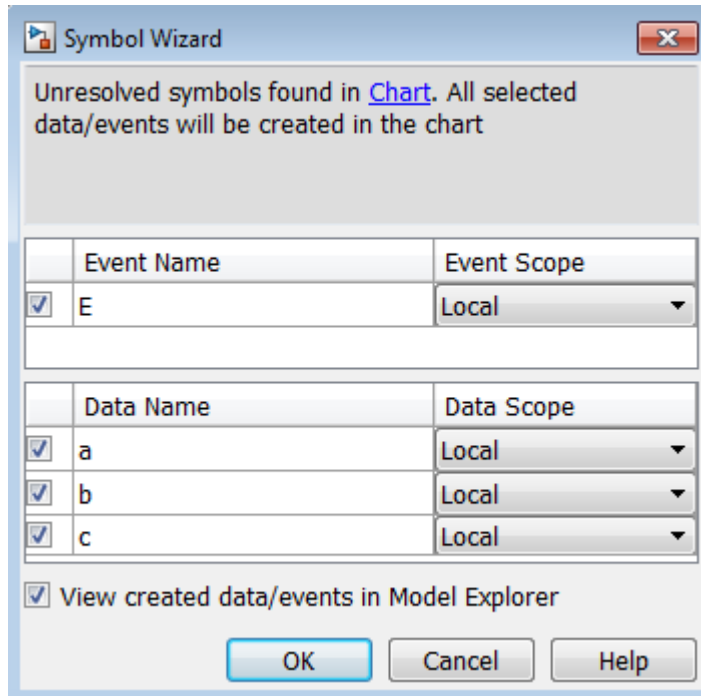 Symbol Wizard
Unresolved symbols found in Chart. All selected
data/events will be created in the chart
Event Name Event Scope
E Local
Data Name Data Scope
a Local
b Local
c Local
View created data/events in Model Explorer
OK Cancel Help